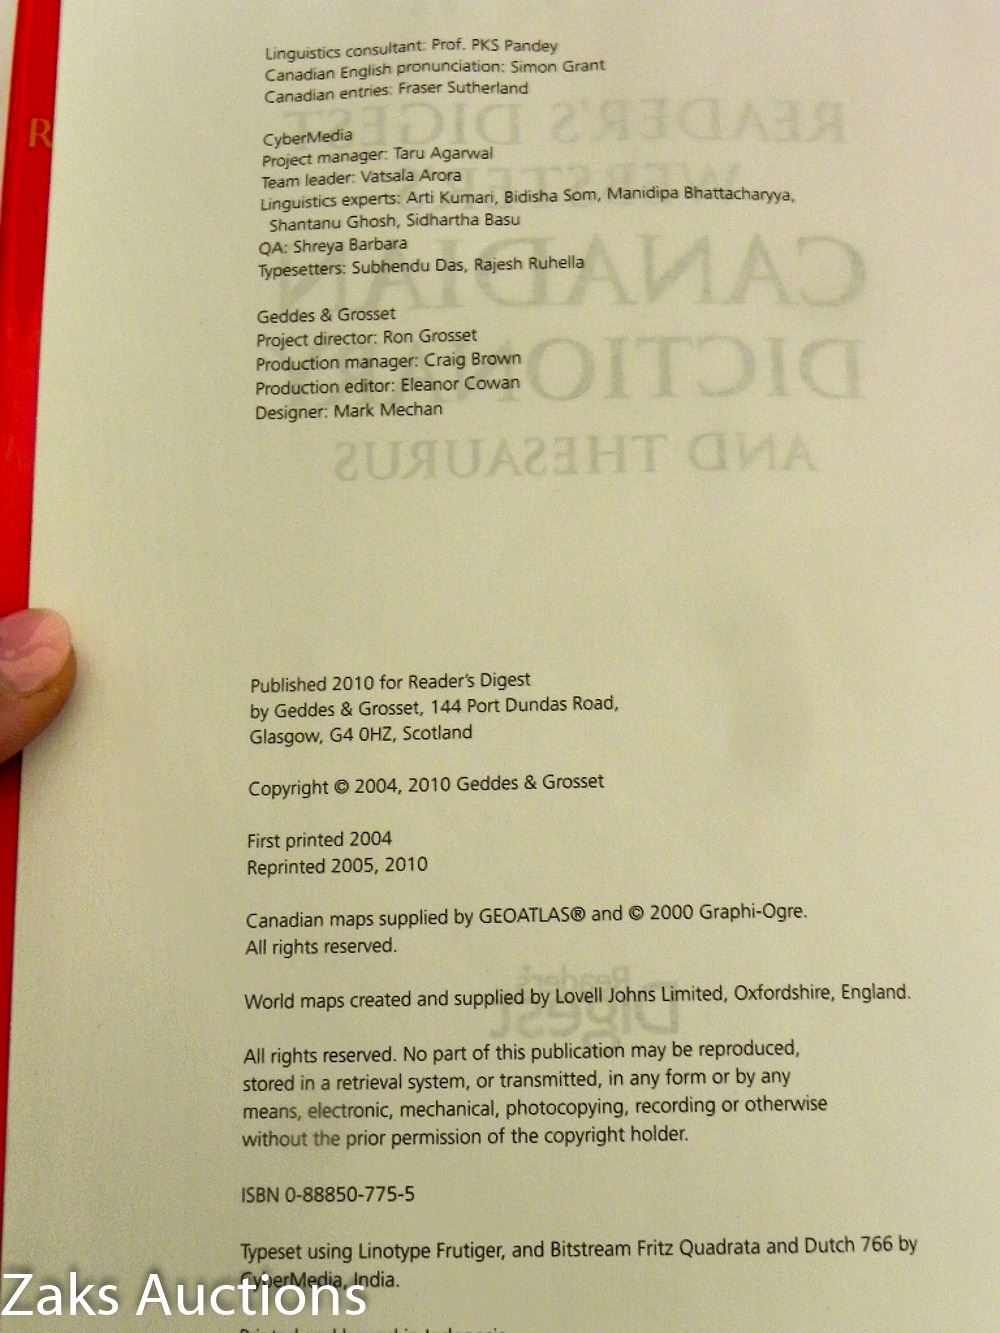 Linguistics consultant: Prof. PKS Pandey
Canadian English pronunciation: Simon Grant
Canadian entries: Fraser Sutherland
CyberMedia
Project manager: Taru Agarwal
Team leader: Vatsala Arora
Linguistics experts: Arti Kumari, Bidisha Som, Manidipa Bhattacharyya,
Shantanu Ghosh, Sidhartha Basu
QA: Shreya Barbara
Typesetters: Subhendu Das, Rajesh Ruhella
Geddes & Grosset
Project director: Ron Grosset
Production manager: Craig Brown
Production editor: Eleanor Cowan
Designer: Mark Mechan
READER'S DIGEST
CANADIAN
AND THESAURUS
R
Published 2010 for Reader's Digest
by Geddes & Grosset, 144 Port Dundas Road,
Glasgow, G4 0HZ, Scotland
Copyright © 2004, 2010 Geddes & Grosset
First printed 2004
Reprinted 2005, 2010
Canadian maps supplied by GEOATLAS® and © 2000 Graphi-Ogre.
All rights reserved.
World maps created and supplied by Lovell Johns Limited, Oxfordshire, England.
Reader's
Digest
All rights reserved. No part of this publication may be reproduced,
stored in a retrieval system, or transmitted, in any form or by any
means, electronic, mechanical, photocopying, recording or otherwise
without the prior permission of the copyright holder.
ISBN 0-88850-775-5
Typeset using Linotype Frutiger, and Bitstream Fritz Quadrata and Dutch 766 by
CyberMedia, India.
Zaks Auctions